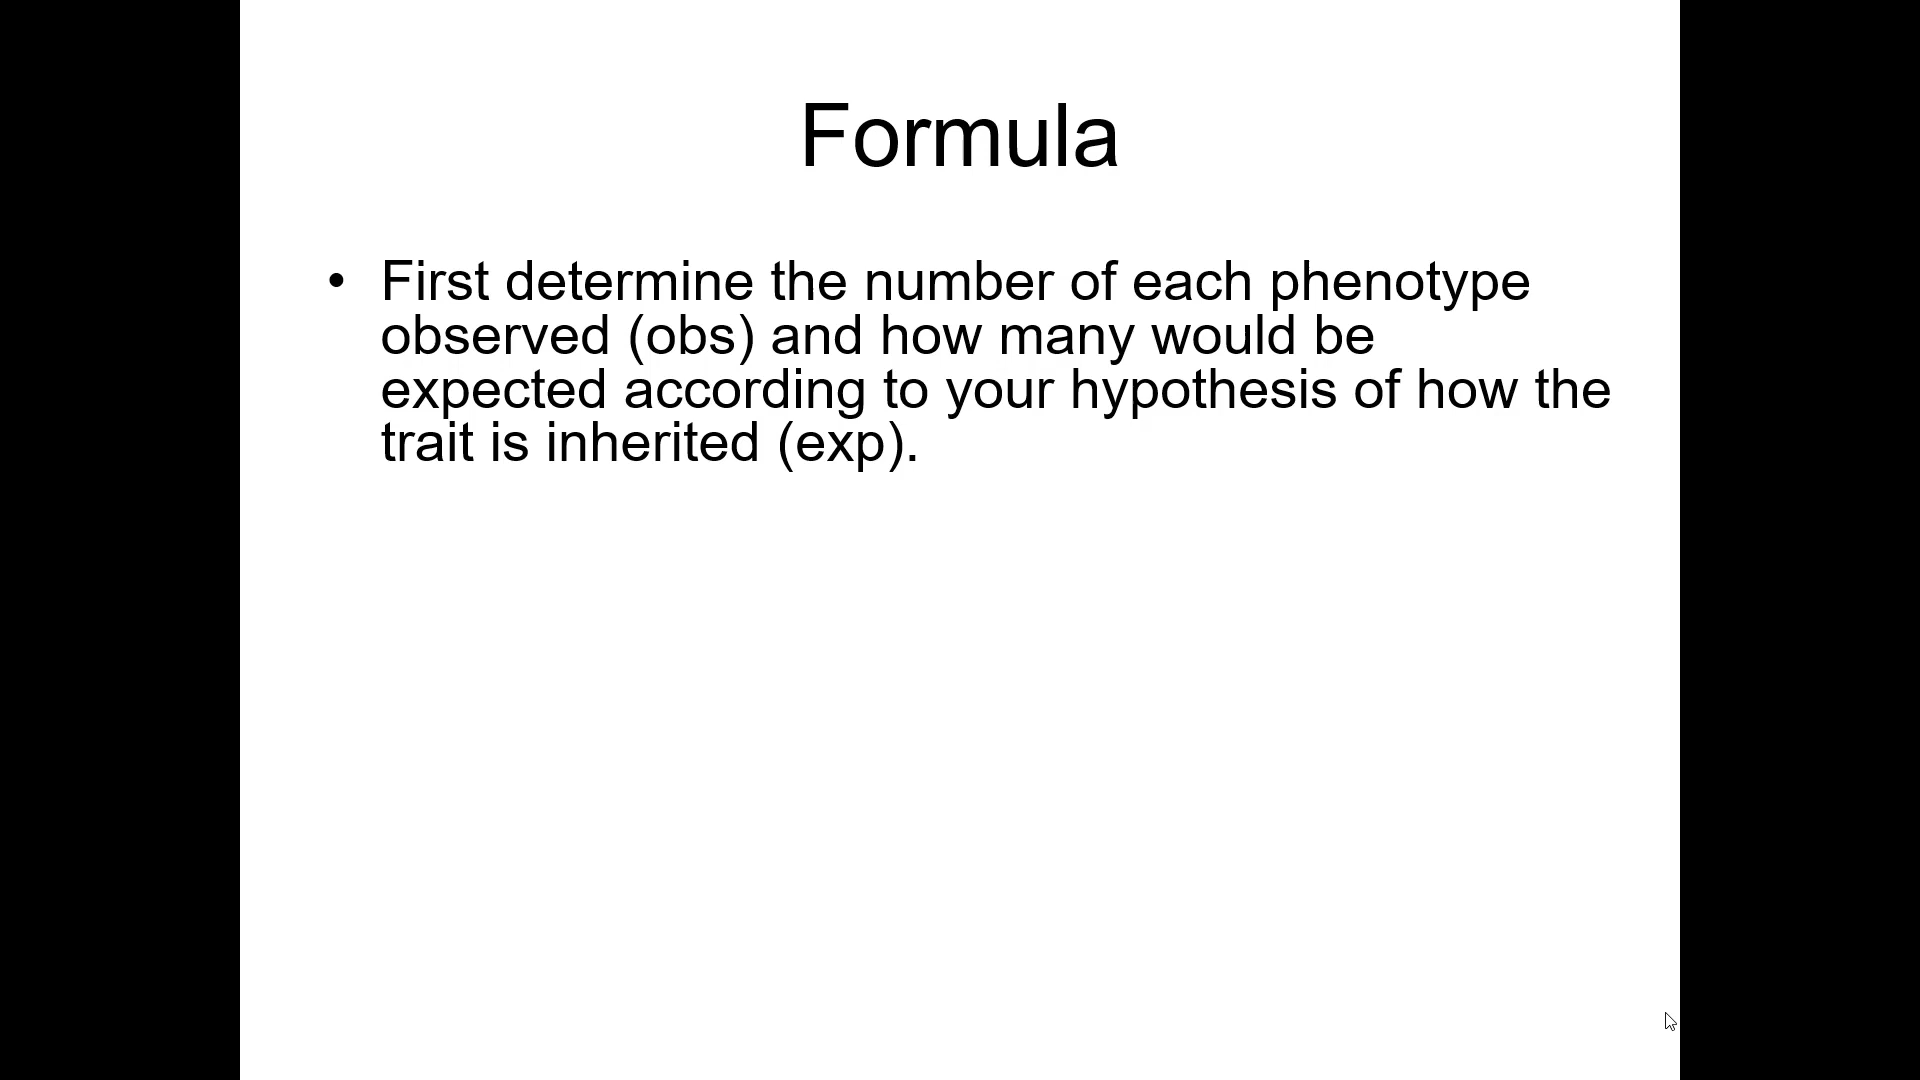 Formula
• First determine the number of each phenotype
observed (obs) and how many would be
expected according to your hypothesis of how the
trait is inherited (exp).